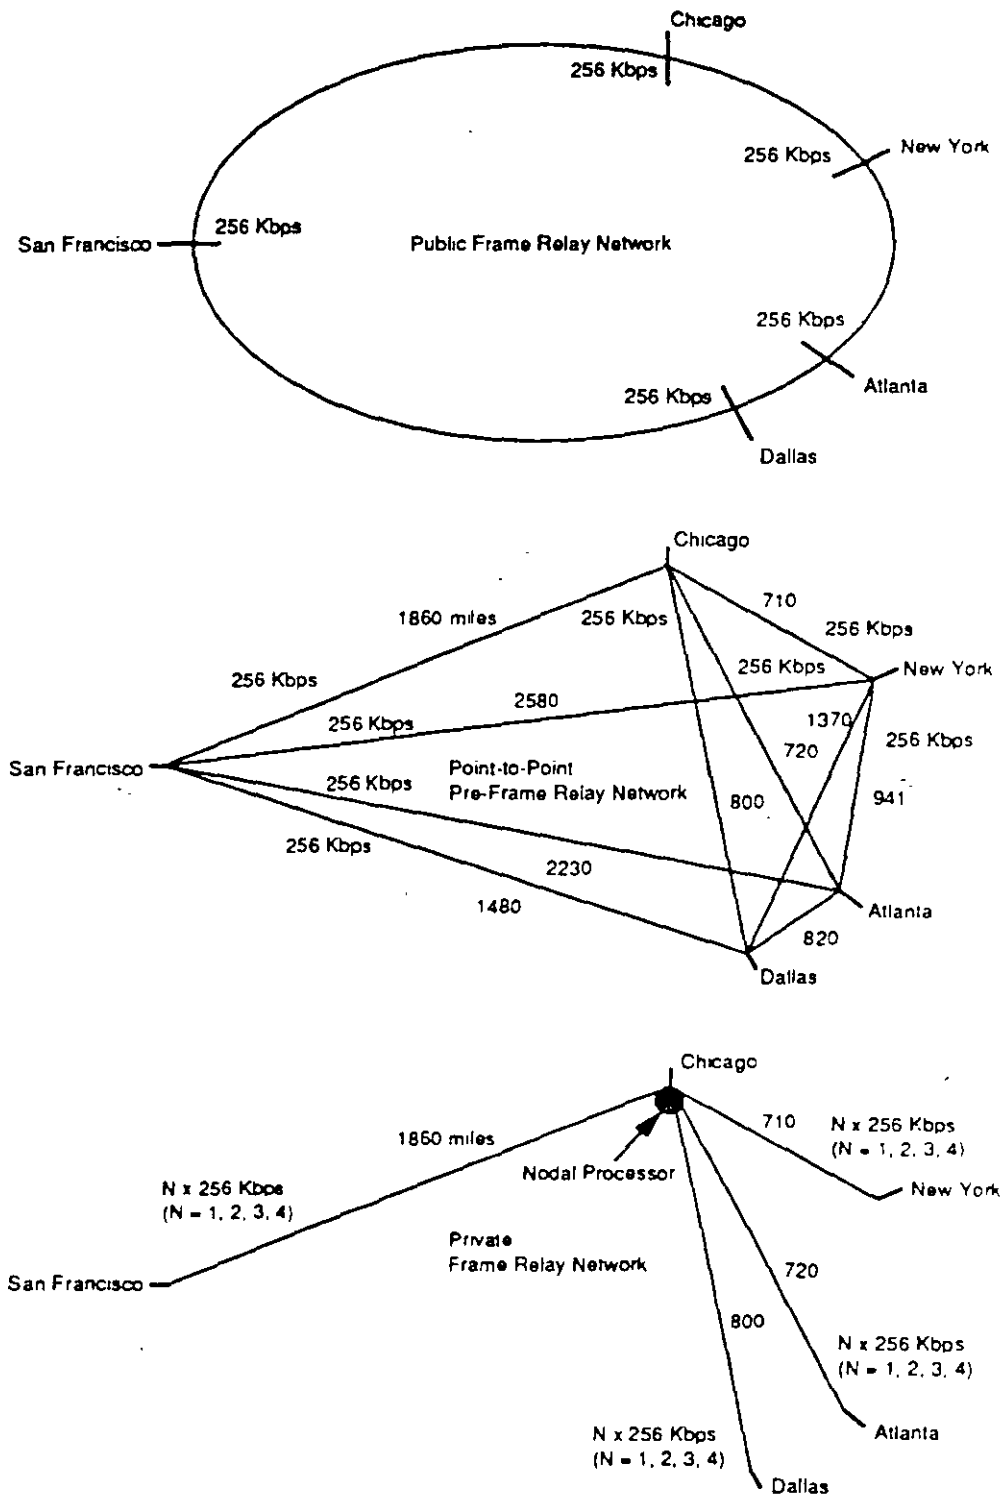 Chicago
256 Kbps
256 Kbps
New York
San Francisco
256 Kbps
Public Frame Relay Network
256 Kbps
Atlanta
256 Kbps
Dallas
Chicago
1860 miles
256 Kbps
710
256 Kbps
256 Kbps
256 Kbps
New York
256 Kbps
2580
1370
256 Kbps
720
San Francisco
256 Kbps
Point-to-Point
Pre-Frame Relay Network
800
941
256 Kbps
2230
1480
Atlanta
820
Dallas
Chicago
1860 miles
710
N x 256 Kbps
(N = 1, 2, 3, 4)
Nodal Processor
New York
N x 256 Kbps
(N = 1, 2, 3, 4)
Private
Frame Relay Network
San Francisco
720
800
N x 256 Kbps
(N = 1, 2, 3, 4)
Atlanta
N x 256 Kbps
(N = 1, 2, 3, 4)
Dallas